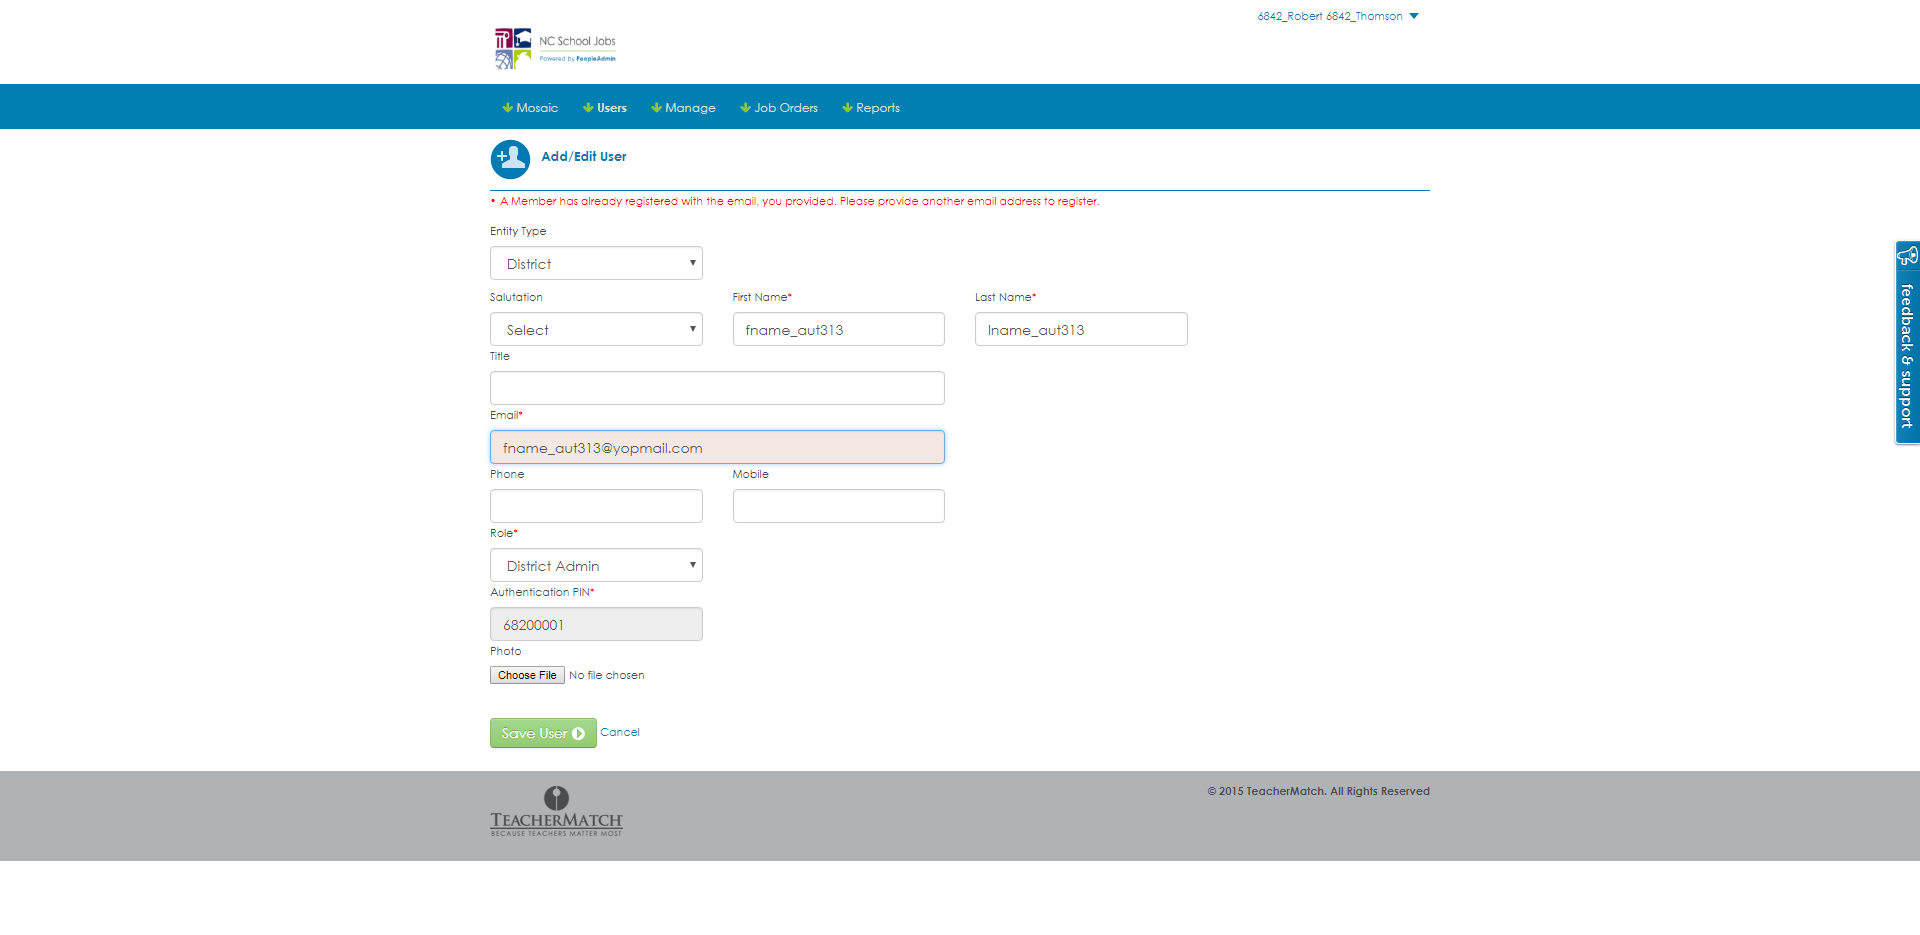 6842_Robert 6842_Thomson
NC School Jobs
Powered by PeopleAdmin
Mosaic Users Manage Job Orders Reports
Add/Edit User
• A Member has already registered with the email, you provided. Please provide another email address to register.
Entity Type
District
Salutation First Name* Last Name*
Select fname_aut313 lname_aut313
Title
Email*
fname_aut313@yopmail.com
Phone Mobile
Role*
District Admin
Authentication PIN*
68200001
Photo
Choose File No file chosen
Save User Cancel
feedback & support
© 2015 TeacherMatch. All Rights Reserved
TEACHERMATCH
BECAUSE TEACHERS MATTER MOST